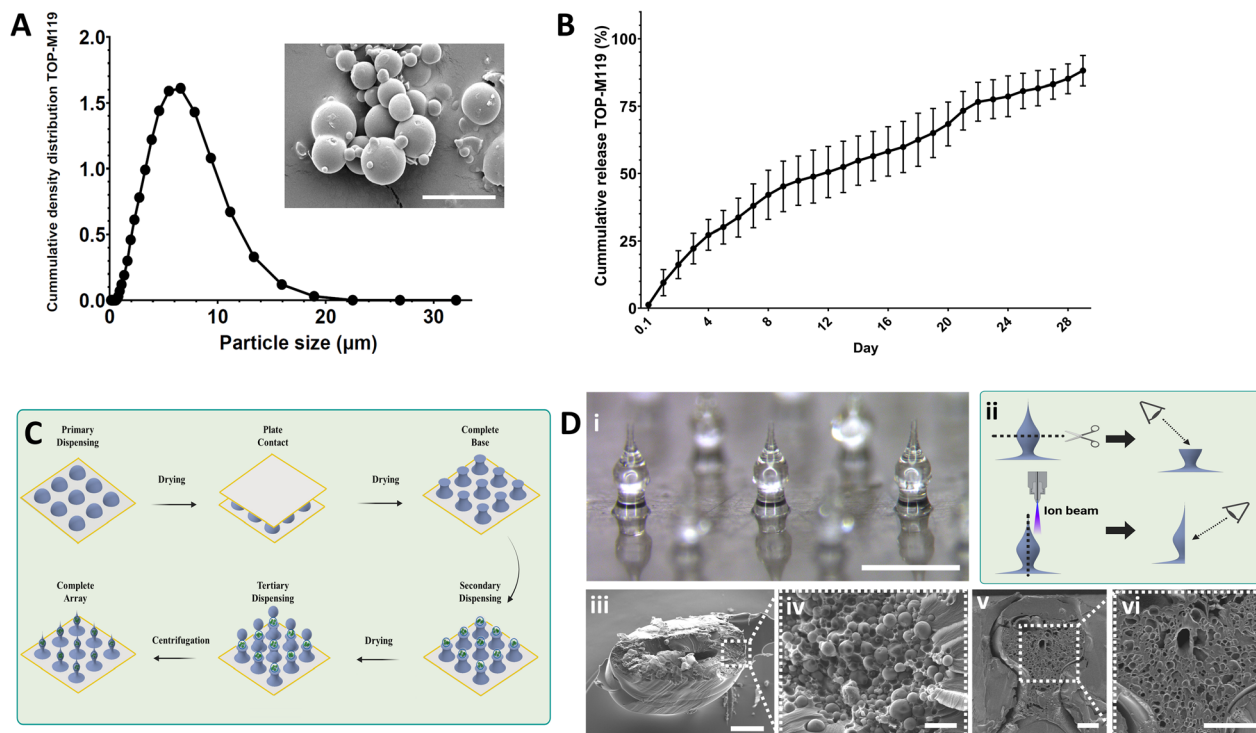 A
Cummulative density distribution TOP-M119
2.0
1.5
1.0
0.5
0.0
0
10
20
30
Particle size (μm)
B
Cummulative release TOP-M119 (%)
100
75
50
25
0
0.1
4
8
12
16
20
24
28
Day
C
Primary
Dispensing
Drying
Plate
Contact
Drying
Complete
Base
Complete
Array
Centrifugation
Tertiary
Dispensing
Drying
Secondary
Dispensing
D
i
ii
Ion beam
iii
iv
v
vi